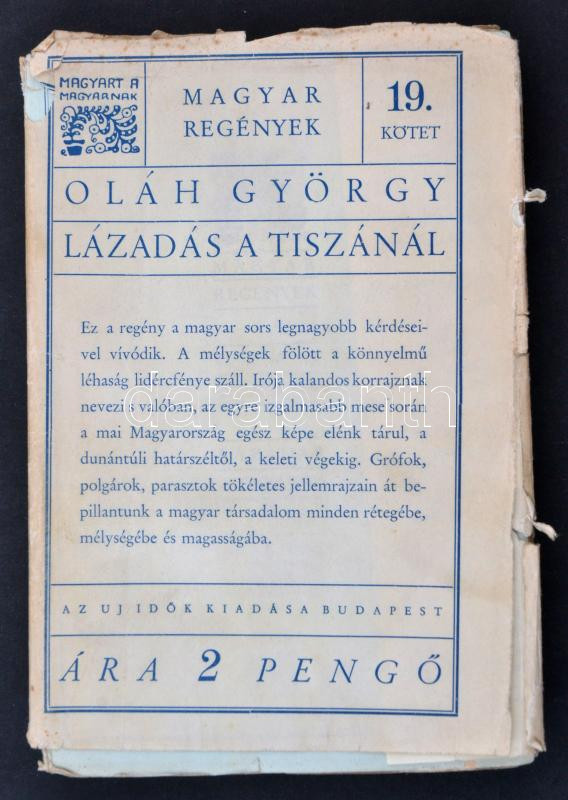 MAGYART A
MAGYARNAK
MAGYAR
REGÉNYEK
19.
KÖTET
OLÁH GYÖRGY
LÁZADÁS A TISZÁNÁL
Ez a regény a magyar sors legnagyobb kérdései-
vel vívódik. A mélységek fölött a könnyelmű
léhaság lidércfénye száll. Irója kalandos korrajznak
nevezi s valóban, az egyre izgalmasabb mese során
a mai Magyarország egész képe elénk tárul, a
dunántúli határszéltől, a keleti végekig. Grófok,
polgárok, parasztok tökéletes jellemrajzain át be-
pillantunk a magyar társadalom minden rétegébe,
mélységébe és magasságába.
AZ UJ IDŐK KIADÁSA BUDAPEST
ÁRA 2 PENGŐ
darabanth